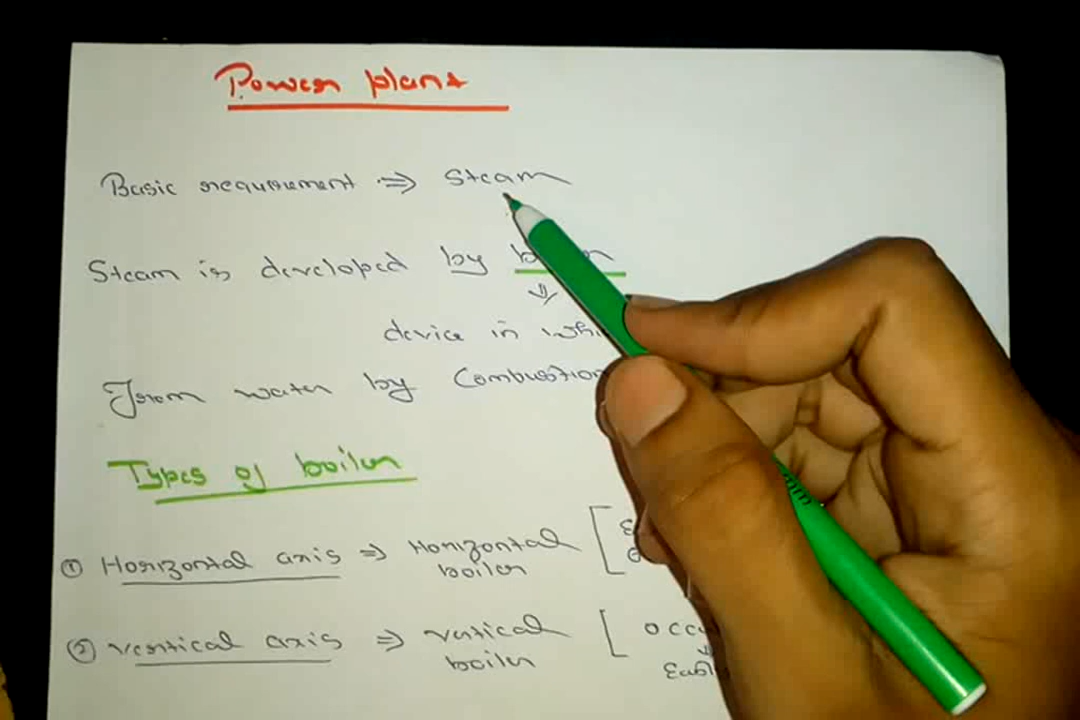 Power plant
Basic requirement ⇒ Steam
Steam is developed by
⇓
device in
From water by Combustion
Types of boiler
① Horizontal axis ⇒ Horizontal [
boiler
② vertical axis ⇒ vertical [
boiler